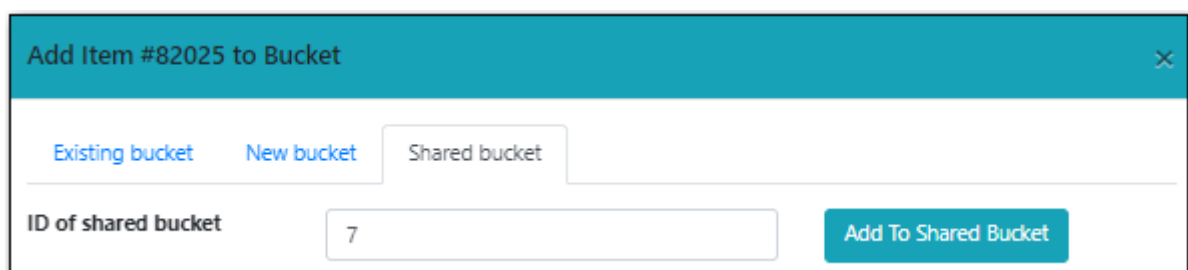 Add Item #82025 to Bucket ×
Existing bucket New bucket Shared bucket
ID of shared bucket 7 Add To Shared Bucket